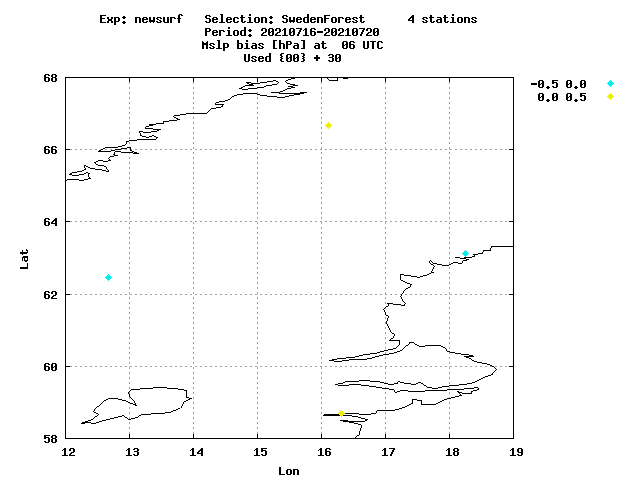 Exp: newsurf   Selection: SwedenForest      4 stations
Period: 20210716-20210720
Mslp bias [hPa] at  06 UTC
Used {00} + 30
-0.5 0.0
0.0 0.5
68
66
64
62
60
58
Lat
12 13 14 15 16 17 18 19
Lon